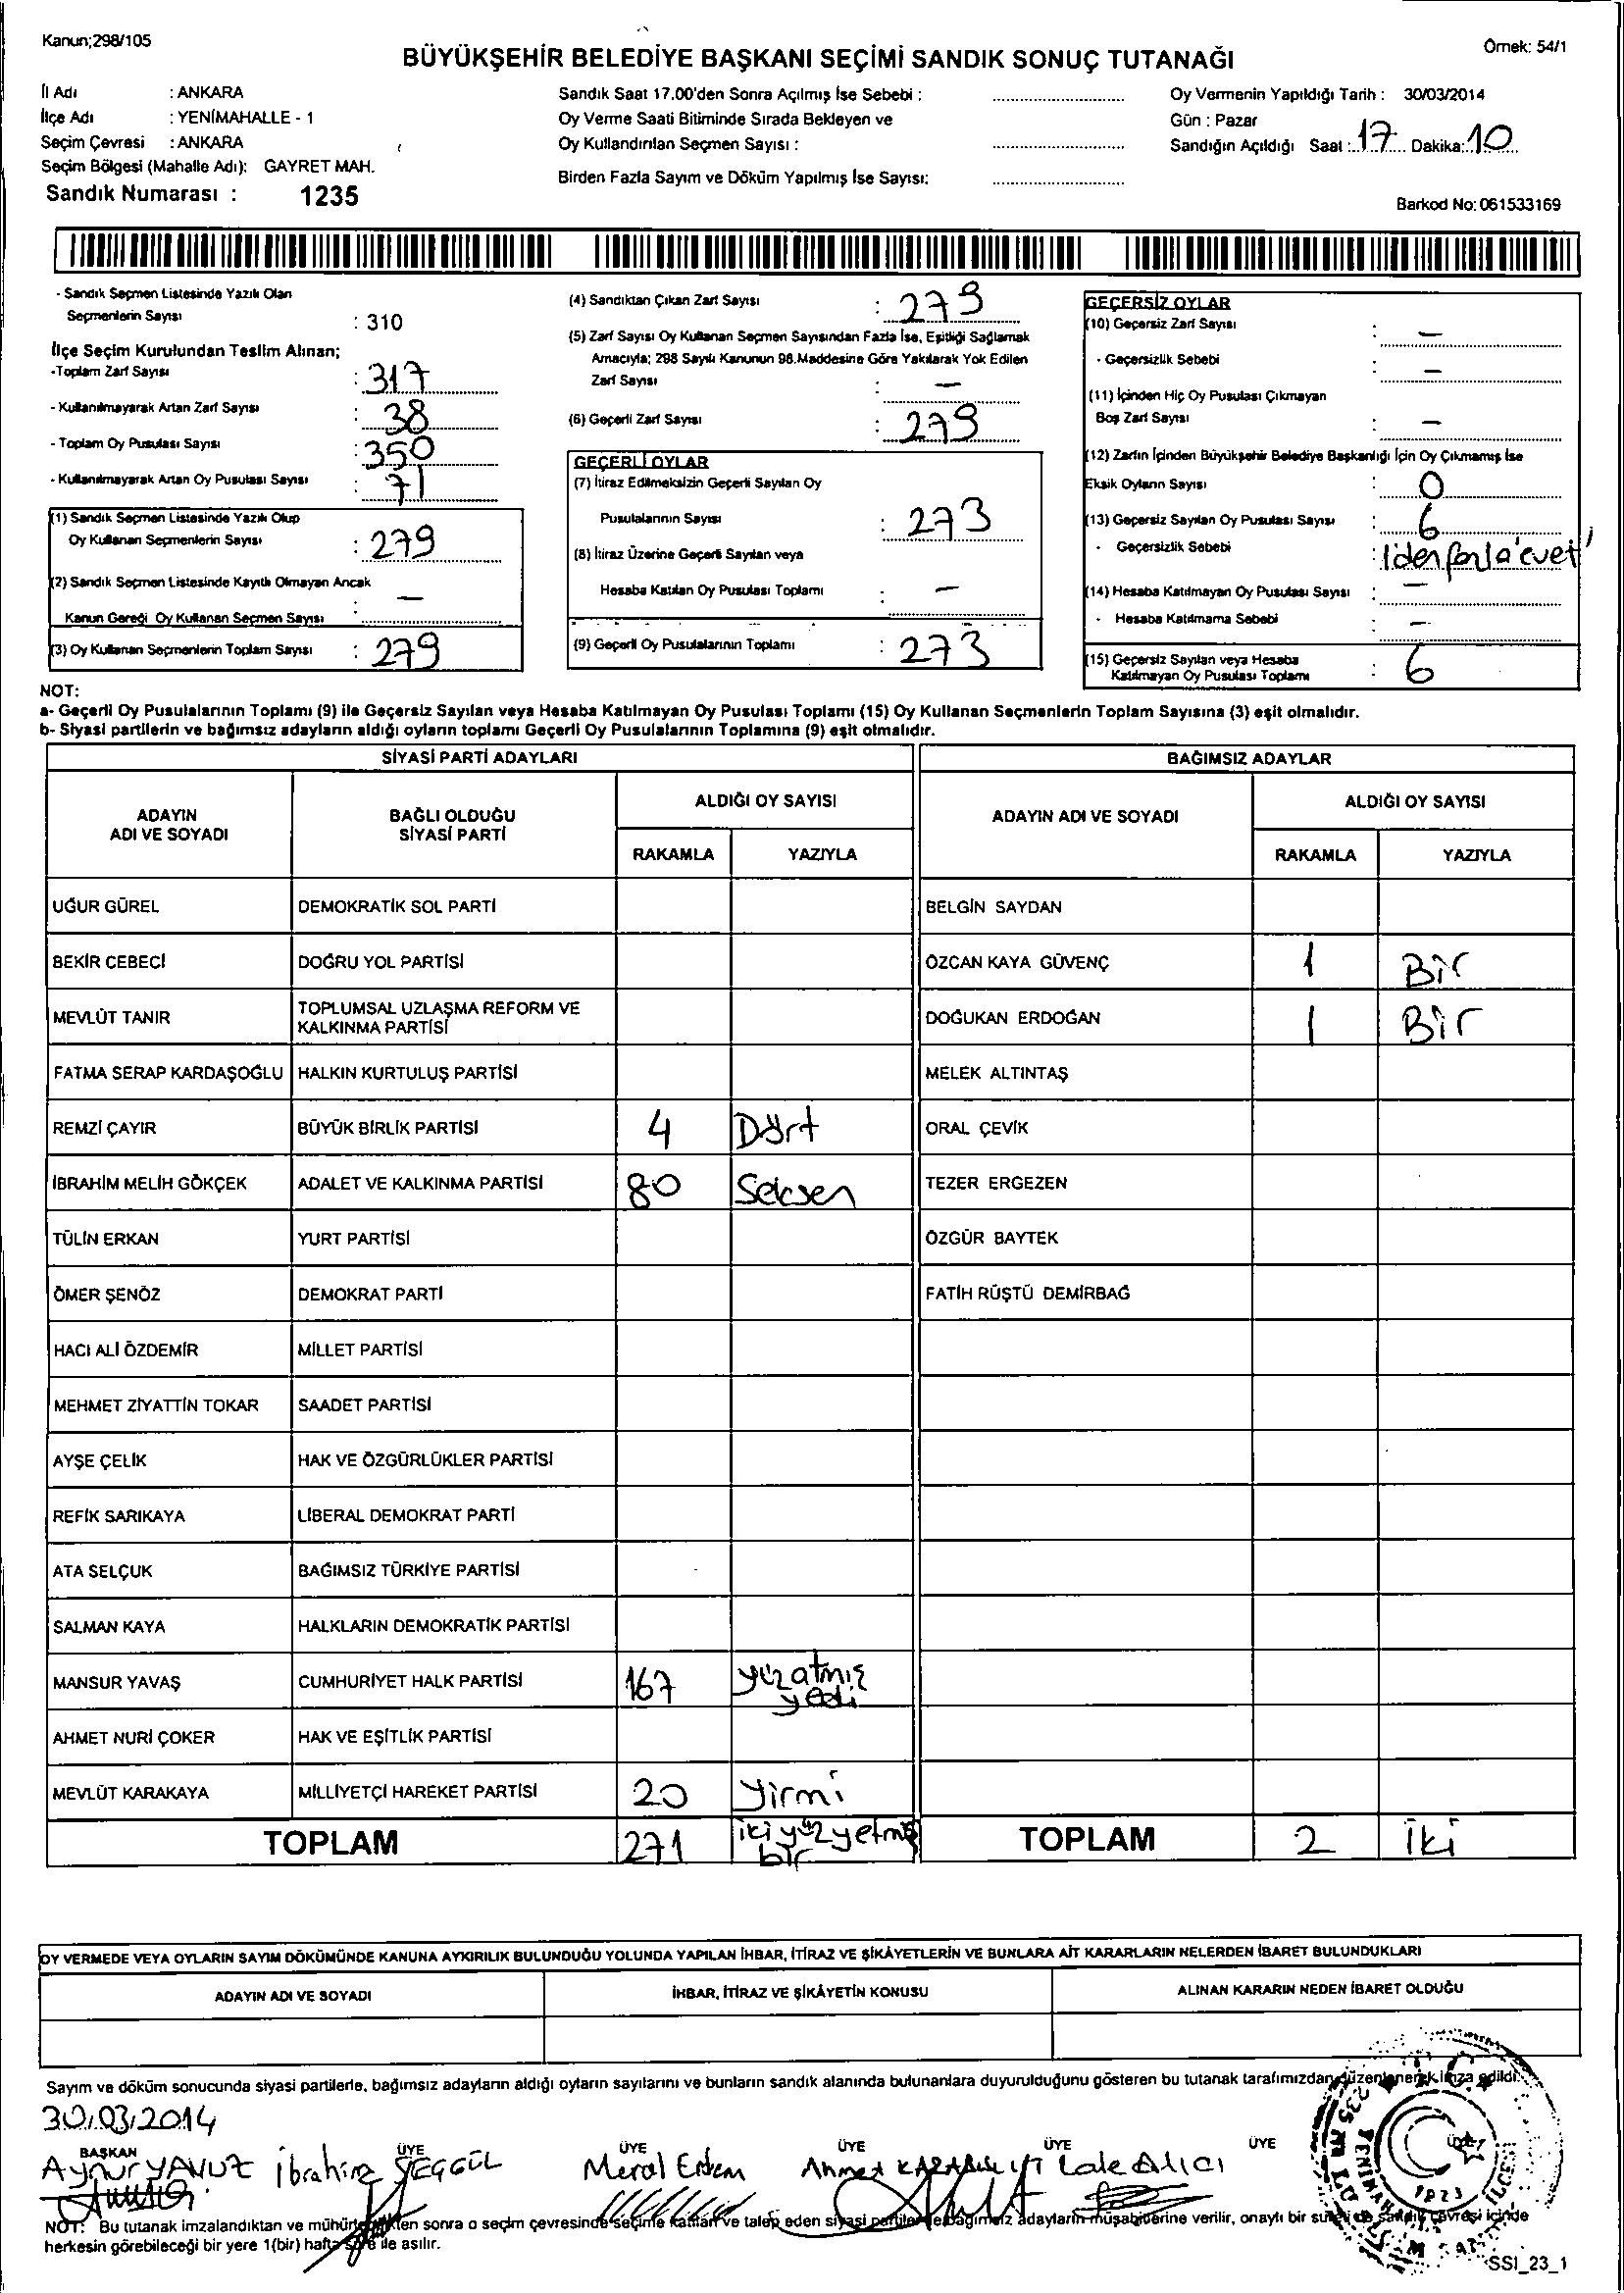 Kanun;298/105
Örnek: 54/1
BÜYÜKŞEHİR BELEDİYE BAŞKANI SEÇİMİ SANDIK SONUÇ TUTANAĞI
İl Adı : ANKARA
İlçe Adı : YENİMAHALLE - 1
Seçim Çevresi : ANKARA
Seçim Bölgesi (Mahalle Adı): GAYRET MAH.
Sandık Numarası : 1235
Sandık Saat 17.00'den Sonra Açılmış İse Sebebi :
Oy Verme Saati Bitiminde Sırada Bekleyen ve
Oy Kullandırılan Seçmen Sayısı :
Birden Fazla Sayım ve Döküm Yapılmış İse Sayısı:
Oy Vermenin Yapıldığı Tarih : 30/03/2014
Gün : Pazar
Sandığın Açıldığı Saat : 17 Dakika: 10
Barkod No: 061533169
- Sandık Seçmen Listesinde Yazılı Olan
Seçmenlerin Sayısı : 310
İlçe Seçim Kurulundan Teslim Alınan;
-Toplam Zarf Sayısı : 317
- Kullanılmayarak Artan Zarf Sayısı : 38
- Toplam Oy Pusulası Sayısı : 350
- Kullanılmayarak Artan Oy Pusulası Sayısı : 71
(1) Sandık Seçmen Listesinde Yazılı Olup
Oy Kullanan Seçmenlerin Sayısı : 279
(2) Sandık Seçmen Listesinde Kayıtlı Olmayan Ancak
Kanun Gereği Oy Kullanan Seçmen Sayısı : —
(3) Oy Kullanan Seçmenlerin Toplam Sayısı : 279
(4) Sandıktan Çıkan Zarf Sayısı : 279
(5) Zarf Sayısı Oy Kullanan Seçmen Sayısından Fazla İse, Eşitliği Sağlamak
Amacıyla; 298 Sayılı Kanunun 98.Maddesine Göre Yakılarak Yok Edilen
Zarf Sayısı : —
(6) Geçerli Zarf Sayısı : 279
GEÇERLİ OYLAR
(7) İtiraz Edilmeksizin Geçerli Sayılan Oy
Pusulalarının Sayısı : 273
(8) İtiraz Üzerine Geçerli Sayılan veya
Hesaba Katılan Oy Pusulası Toplamı : —
(9) Geçerli Oy Pusulalarının Toplamı : 273
GEÇERSİZ OYLAR
(10) Geçersiz Zarf Sayısı : —
- Geçersizlik Sebebi : —
(11) İçinden Hiç Oy Pusulası Çıkmayan
Boş Zarf Sayısı : —
(12) Zarfın İçinden Büyükşehir Belediye Başkanlığı İçin Oy Çıkmamış İse
Eksik Oyların Sayısı : 0
(13) Geçersiz Sayılan Oy Pusulası Sayısı : 6
- Geçersizlik Sebebi : 1'den fazla 'evet'
(14) Hesaba Katılmayan Oy Pusulası Sayısı : —
- Hesaba Katılmama Sebebi : —
(15) Geçersiz Sayılan veya Hesaba
Katılmayan Oy Pusulası Toplamı : 6
NOT:
a- Geçerli Oy Pusulalarının Toplamı (9) ile Geçersiz Sayılan veya Hesaba Katılmayan Oy Pusulası Toplamı (15) Oy Kullanan Seçmenlerin Toplam Sayısına (3) eşit olmalıdır.
b- Siyasi partilerin ve bağımsız adayların aldığı oyların toplamı Geçerli Oy Pusulalarının Toplamına (9) eşit olmalıdır.
SİYASİ PARTİ ADAYLARI
ADAYIN ADI VE SOYADI BAĞLI OLDUĞU SİYASİ PARTİ ALDIĞI OY SAYISI
RAKAMLA YAZIYLA
UĞUR GÜREL DEMOKRATİK SOL PARTİ
BEKİR CEBECİ DOĞRU YOL PARTİSİ
MEVLÜT TANIR TOPLUMSAL UZLAŞMA REFORM VE KALKINMA PARTİSİ
FATMA SERAP KARDAŞOĞLU HALKIN KURTULUŞ PARTİSİ
REMZİ ÇAYIR BÜYÜK BİRLİK PARTİSİ 4 Dört
İBRAHİM MELİH GÖKÇEK ADALET VE KALKINMA PARTİSİ 80 Seksen
TÜLİN ERKAN YURT PARTİSİ
ÖMER ŞENÖZ DEMOKRAT PARTİ
HACI ALİ ÖZDEMİR MİLLET PARTİSİ
MEHMET ZİYATTİN TOKAR SAADET PARTİSİ
AYŞE ÇELİK HAK VE ÖZGÜRLÜKLER PARTİSİ
REFİK SARIKAYA LİBERAL DEMOKRAT PARTİ
ATA SELÇUK BAĞIMSIZ TÜRKİYE PARTİSİ
SALMAN KAYA HALKLARIN DEMOKRATİK PARTİSİ
MANSUR YAVAŞ CUMHURİYET HALK PARTİSİ 167 yüzatmış yedi
AHMET NURİ ÇOKER HAK VE EŞİTLİK PARTİSİ
MEVLÜT KARAKAYA MİLLİYETÇİ HAREKET PARTİSİ 20 yirmi
TOPLAM 271 ikiyüzyetmiş bir
BAĞIMSIZ ADAYLAR
ADAYIN ADI VE SOYADI ALDIĞI OY SAYISI
RAKAMLA YAZIYLA
BELGİN SAYDAN
ÖZCAN KAYA GÜVENÇ 1 Bir
DOĞUKAN ERDOĞAN 1 Bir
MELEK ALTINTAŞ
ORAL ÇEVİK
TEZER ERGEZEN
ÖZGÜR BAYTEK
FATİH RÜŞTÜ DEMİRBAĞ
TOPLAM 2 İki
OY VERMEDE VEYA OYLARIN SAYIM DÖKÜMÜNDE KANUNA AYKIRILIK BULUNDUĞU YOLUNDA YAPILAN İHBAR, İTİRAZ VE ŞİKÂYETLERİN VE BUNLARA AİT KARARLARIN NELERDEN İBARET BULUNDUKLARI
ADAYIN ADI VE SOYADI İHBAR, İTİRAZ VE ŞİKÂYETİN KONUSU ALINAN KARARIN NEDEN İBARET OLDUĞU
Sayım ve döküm sonucunda siyasi partilerle, bağımsız adayların aldığı oyların sayılarını ve bunların sandık alanında bulunanlara duyurulduğunu gösteren bu tutanak tarafımızdan düzenlenerek imza edildi.
30.03.2014
BAŞKAN ÜYE ÜYE ÜYE ÜYE ÜYE ÜYE
Aynur YAVUZ İbrahim Meral Erdem Ahmet Lale Alıcı
T.C.
1923
NOT: Bu tutanak imzalandıktan ve mühürlendikten sonra o seçim çevresinde seçime katılan ve talep eden siyasi partilerle bağımsız adayların müşahitlerine verilir, onaylı bir sureti de sandık çevresi içinde
herkesin görebileceği bir yere 1(bir) hafta süre ile asılır.
SSI_23_1